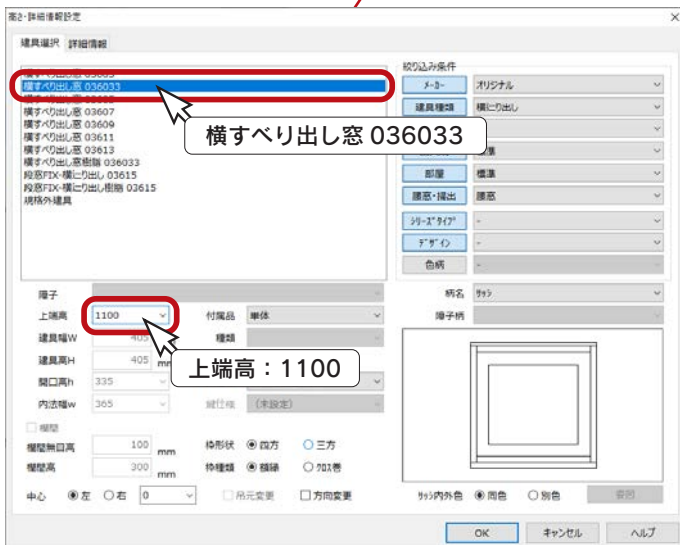 高さ・詳細情報設定
建具選択 詳細情報
絞り込み条件
横すべり出し窓 036033
メーカー オリジナル
建具種類 横にり出し
横すべり出し窓 03607
横すべり出し窓 03609
横すべり出し窓 03611
横すべり出し窓 03613
横すべり出し窓樹脂 036033
段窓FIX-横にり出し 03615
段窓FIX-横にり出し樹脂 03615
規格外建具
横すべり出し窓 036033
部屋 標準
腰窓・掃出 腰窓
シリーズタイプ -
デザイン -
色柄 -
障子
柄名 サッシ
上端高 1100
付属品 単体
障子柄
建具幅W 405
種類
建具高H 405 mm
上端高：1100
開口高h 335
内法幅w 365
鍵仕様 (未設定)
欄間
欄間無目高 100 mm
枠形状 四方 三方
欄間高 300 mm
枠種類 額縁 クロス巻
中心 左 右 0
吊元変更 方向変更
サッシ内外色 同色 別色
OK キャンセル ヘルプ